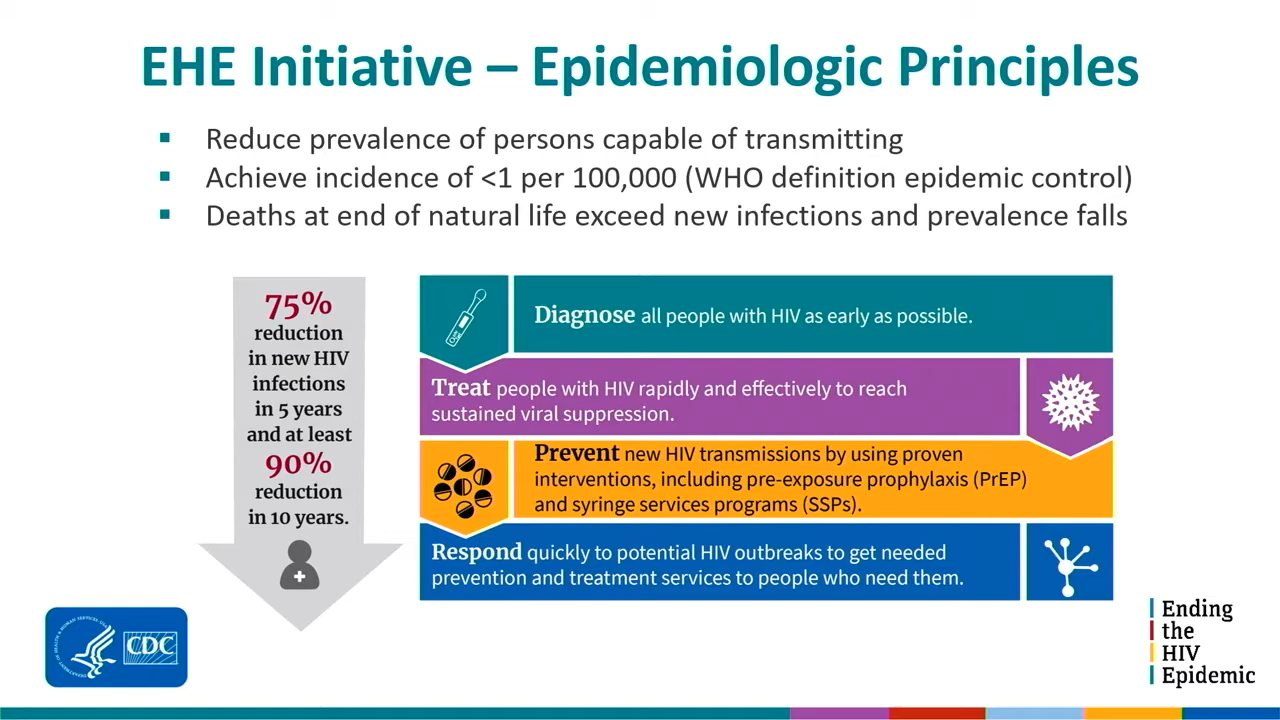 EHE Initiative – Epidemiologic Principles
▪ Reduce prevalence of persons capable of transmitting
▪ Achieve incidence of <1 per 100,000 (WHO definition epidemic control)
▪ Deaths at end of natural life exceed new infections and prevalence falls
75%
reduction
in new HIV
infections
in 5 years
and at least
90%
reduction
in 10 years.
Diagnose all people with HIV as early as possible.
Treat people with HIV rapidly and effectively to reach
sustained viral suppression.
Prevent new HIV transmissions by using proven
interventions, including pre-exposure prophylaxis (PrEP)
and syringe services programs (SSPs).
Respond quickly to potential HIV outbreaks to get needed
prevention and treatment services to people who need them.
CDC
Ending
the
HIV
Epidemic